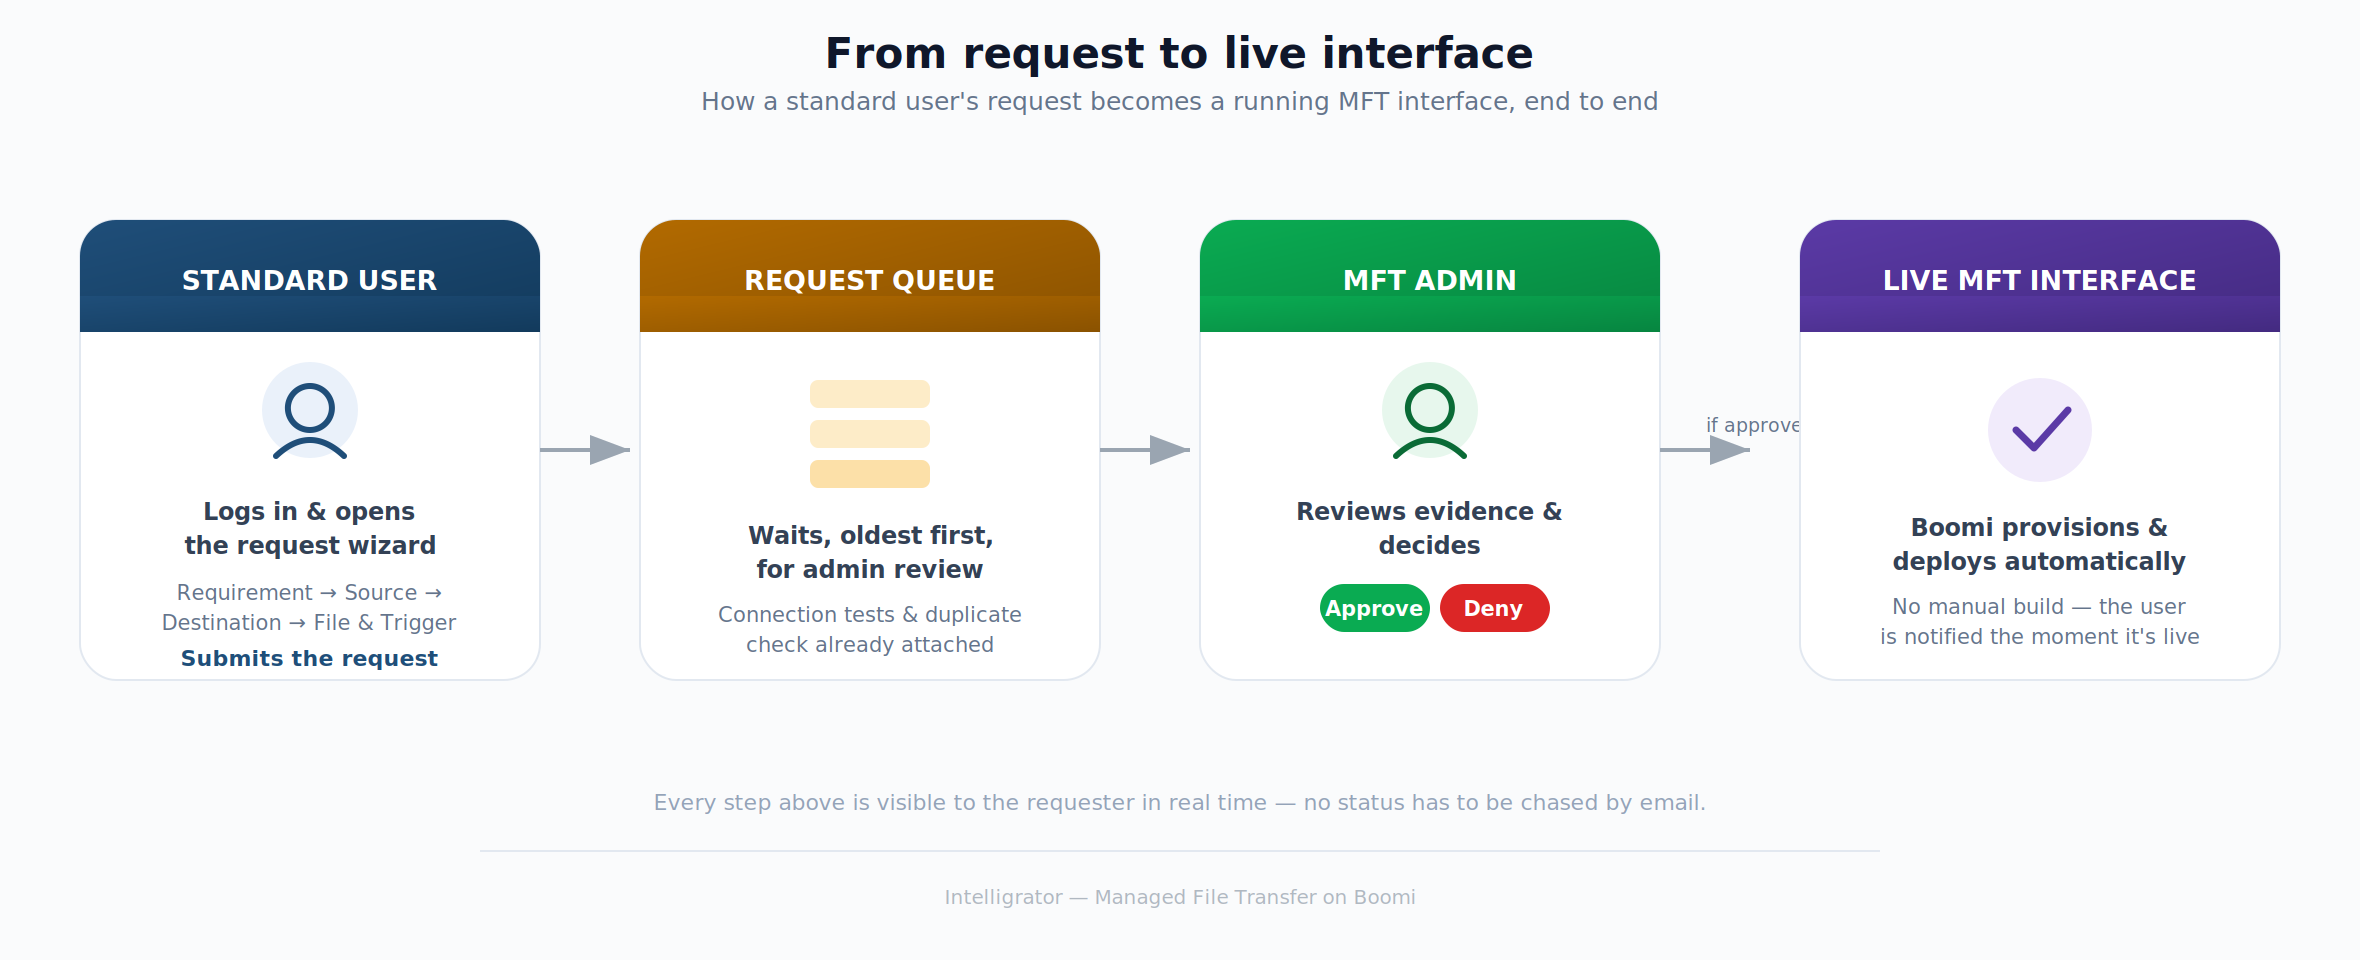 From request to live interface
How a standard user's request becomes a running MFT interface, end to end
STANDARD USER
Logs in & opens
the request wizard
Requirement → Source →
Destination → File & Trigger
Submits the request
REQUEST QUEUE
Waits, oldest first,
for admin review
Connection tests & duplicate
check already attached
MFT ADMIN
Reviews evidence &
decides
Approve
Deny
if approve
LIVE MFT INTERFACE
Boomi provisions &
deploys automatically
No manual build — the user
is notified the moment it's live
Every step above is visible to the requester in real time — no status has to be chased by email.
Intelligrator — Managed File Transfer on Boomi